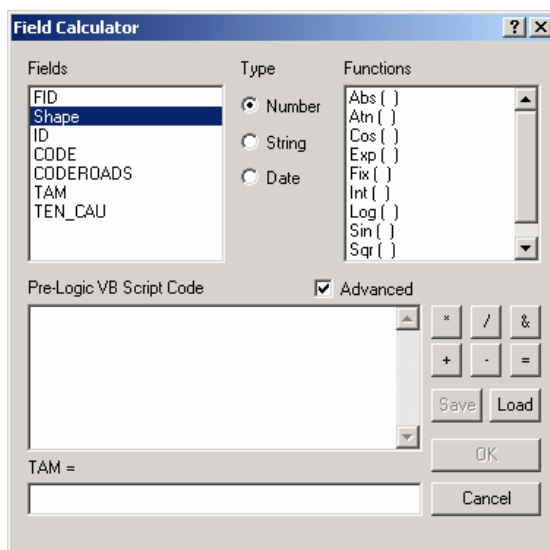 Field Calculator
Fields
Type
Functions
FID
Shape
ID
CODE
CODEROADS
TAM
TEN_CAU
Number
String
Date
Abs ( )
Atn ( )
Cos ( )
Exp ( )
Fix ( )
Int ( )
Log ( )
Sin ( )
Sqr ( )
Pre-Logic VB Script Code
Advanced
* / &
+ - =
Save Load
OK
TAM =
Cancel